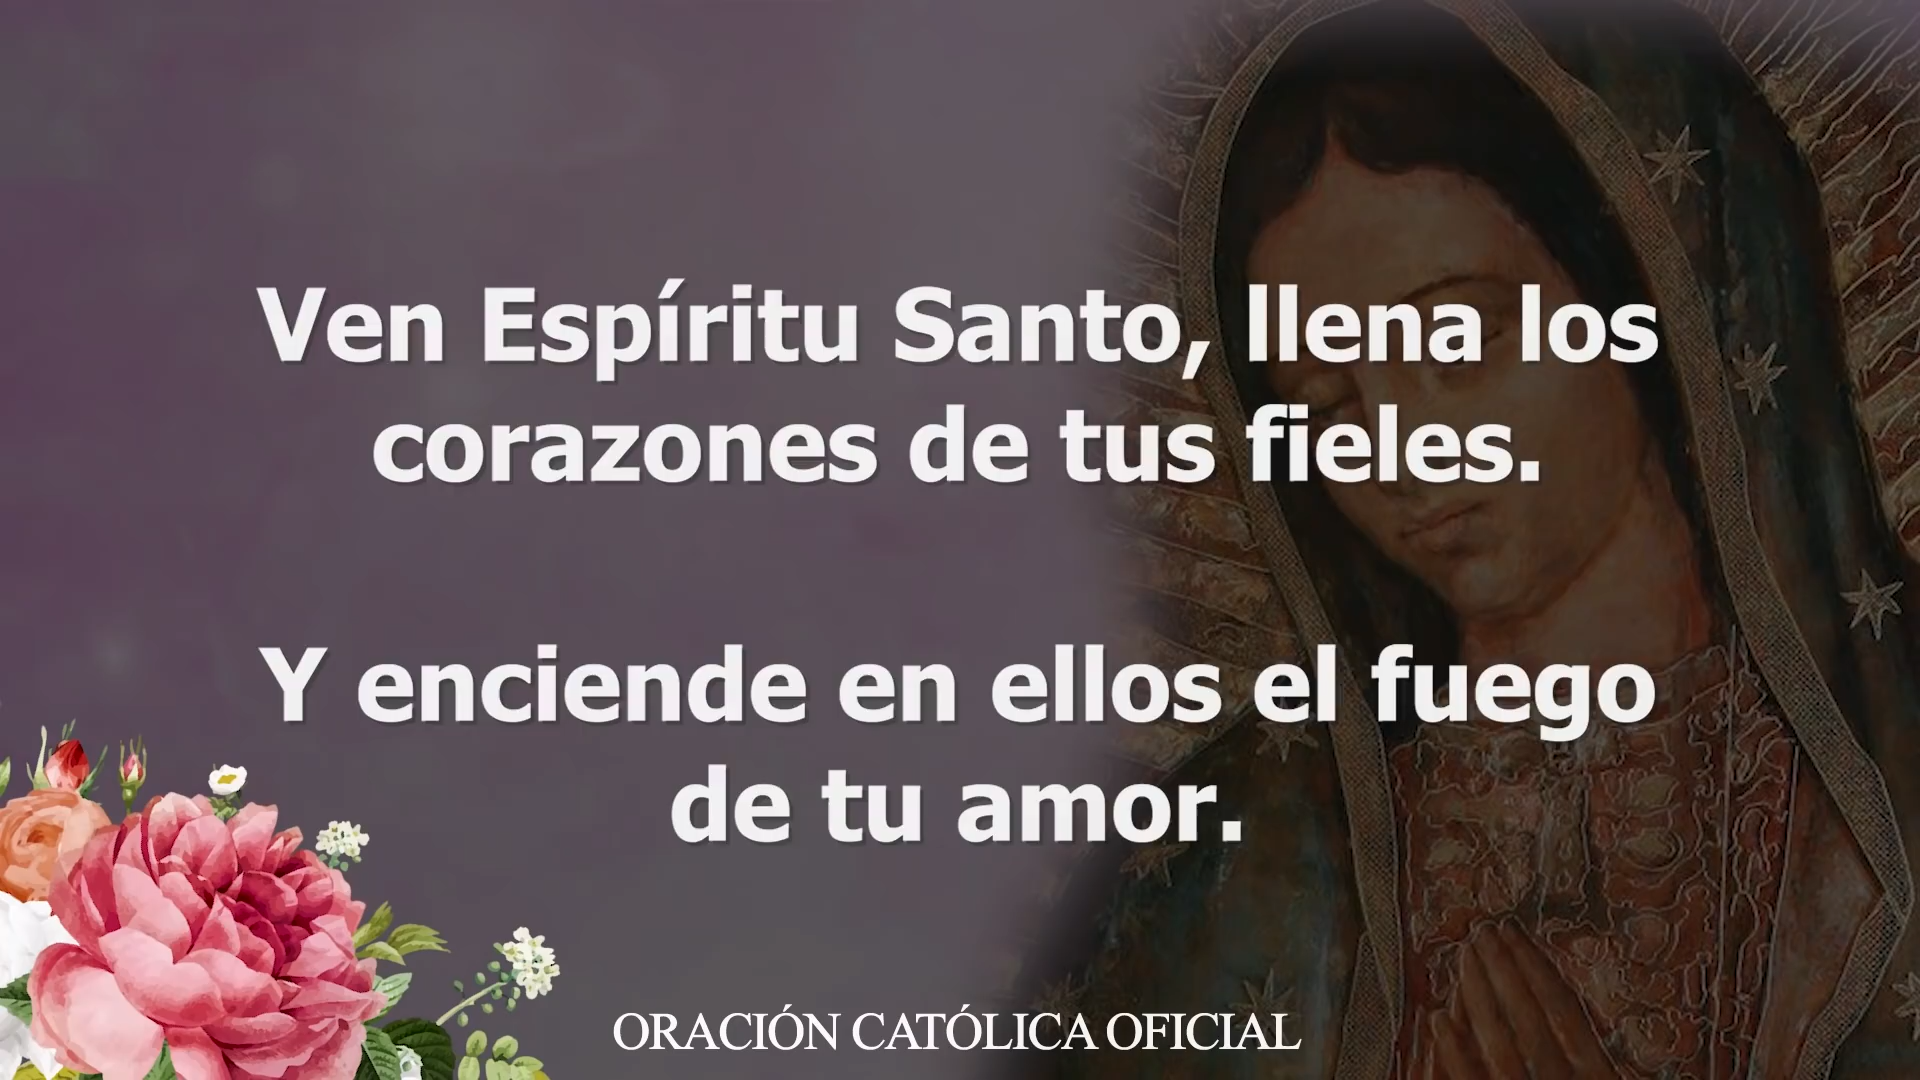 Ven Espíritu Santo, llena los
corazones de tus fieles.
Y enciende en ellos el fuego
de tu amor.
ORACIÓN CATÓLICA OFICIAL